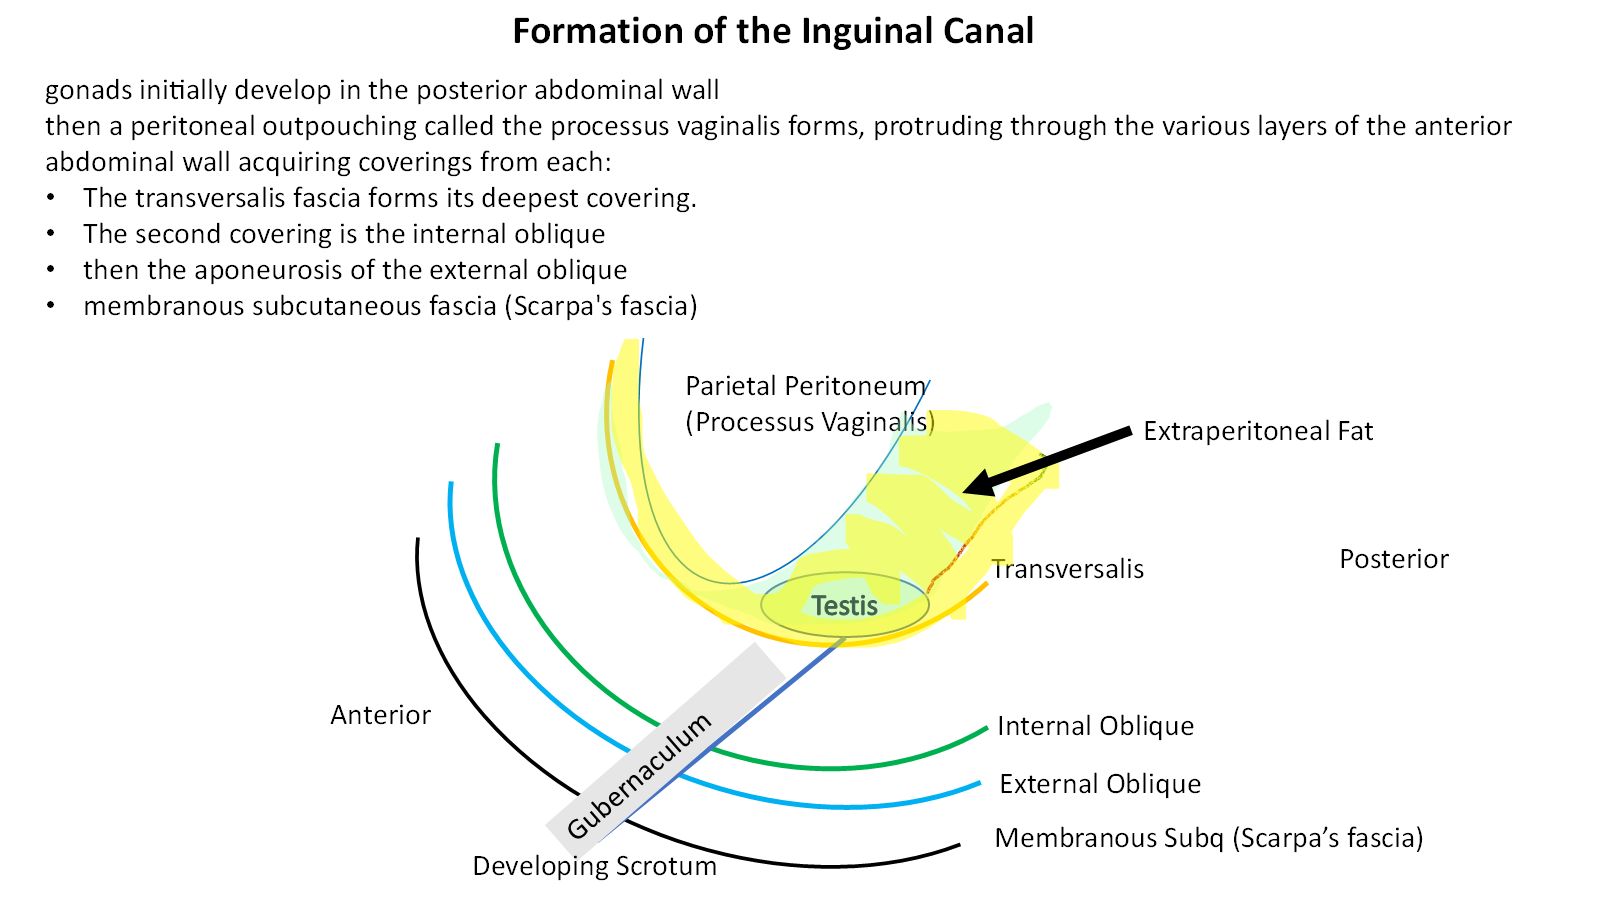 Formation of the Inguinal Canal
gonads initially develop in the posterior abdominal wall
then a peritoneal outpouching called the processus vaginalis forms, protruding through the various layers of the anterior
abdominal wall acquiring coverings from each:
• The transversalis fascia forms its deepest covering.
• The second covering is the internal oblique
• then the aponeurosis of the external oblique
• membranous subcutaneous fascia (Scarpa's fascia)
Parietal Peritoneum
(Processus Vaginalis)
Extraperitoneal Fat
Transversalis
Posterior
Testis
Anterior
Gubernaculum
Internal Oblique
External Oblique
Membranous Subq (Scarpa’s fascia)
Developing Scrotum